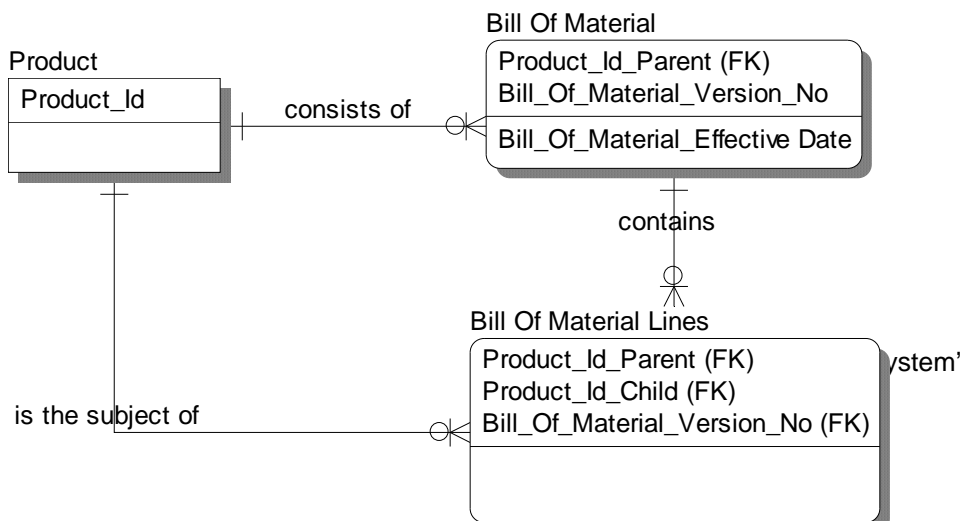 Bill Of Material
Product
Product_Id_Parent (FK)
Product_Id
Bill_Of_Material_Version_No
consists of
Bill_Of_Material_Effective Date
contains
Bill Of Material Lines
Product_Id_Parent (FK)
ystem'
Product_Id_Child (FK)
is the subject of
Bill_Of_Material_Version_No (FK)